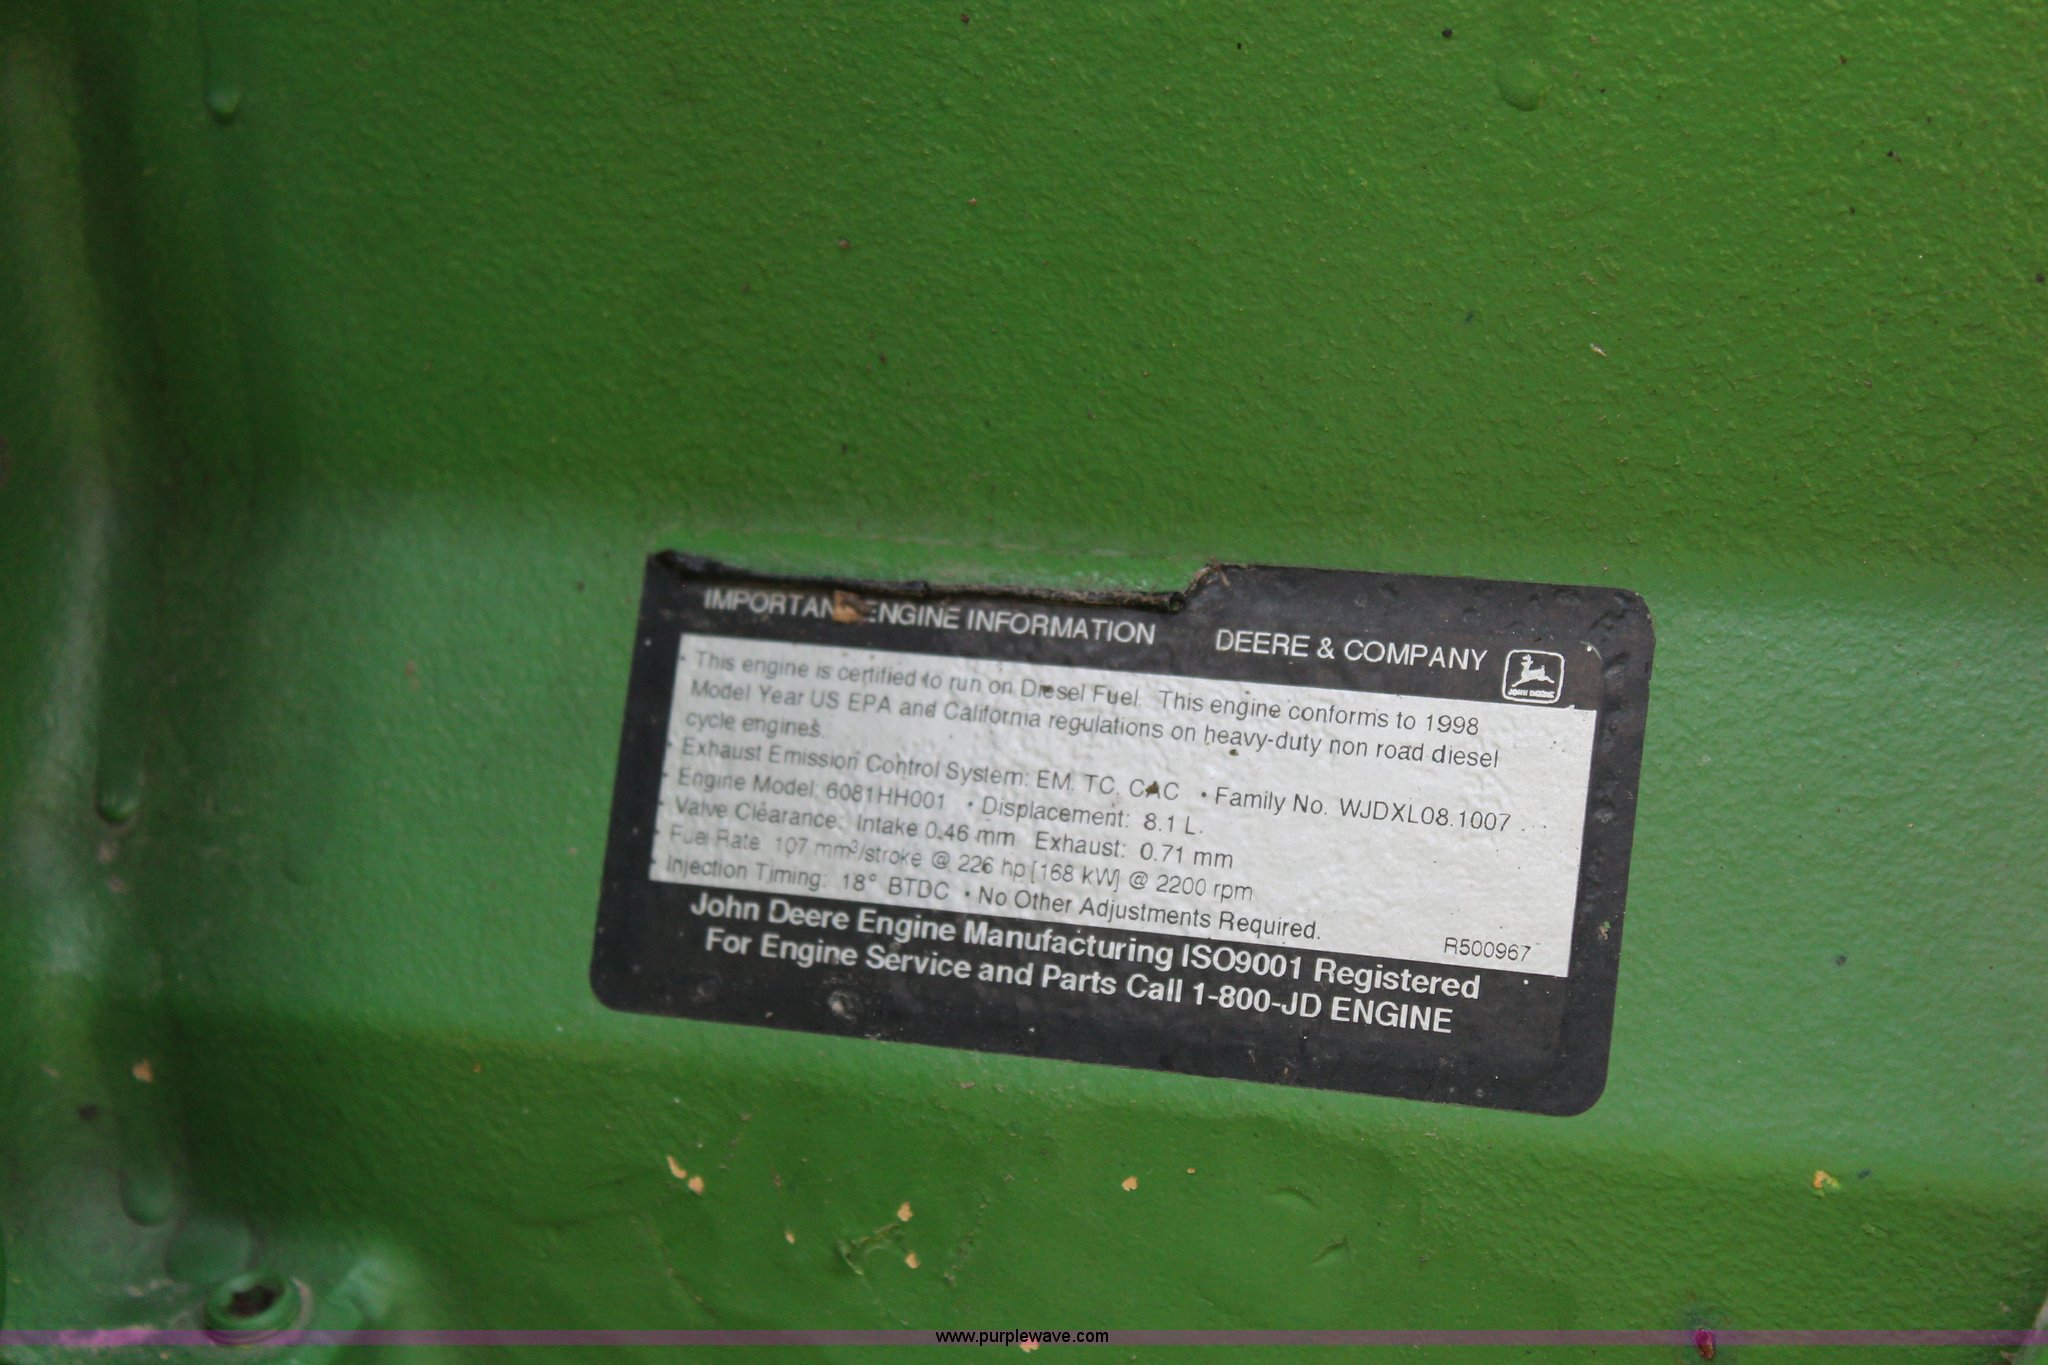 IMPORTANT ENGINE INFORMATION DEERE & COMPANY
JOHN DEERE
• This engine is certified to run on Diesel Fuel. This engine conforms to 1998
Model Year US EPA and California regulations on heavy-duty non road diesel
cycle engines
• Exhaust Emission Control System: EM. TC. CAC • Family No. WJDXL08.1007
• Engine Model: 6081HH001 • Displacement: 8.1 L.
• Valve Clearance: Intake 0.46 mm Exhaust: 0.71 mm
• Fuel Rate 107 mm³/stroke @ 226 hp [168 kW] @ 2200 rpm
• Injection Timing: 18° BTDC • No Other Adjustments Required.
R500967
John Deere Engine Manufacturing ISO9001 Registered
For Engine Service and Parts Call 1-800-JD ENGINE
www.purplewave.com